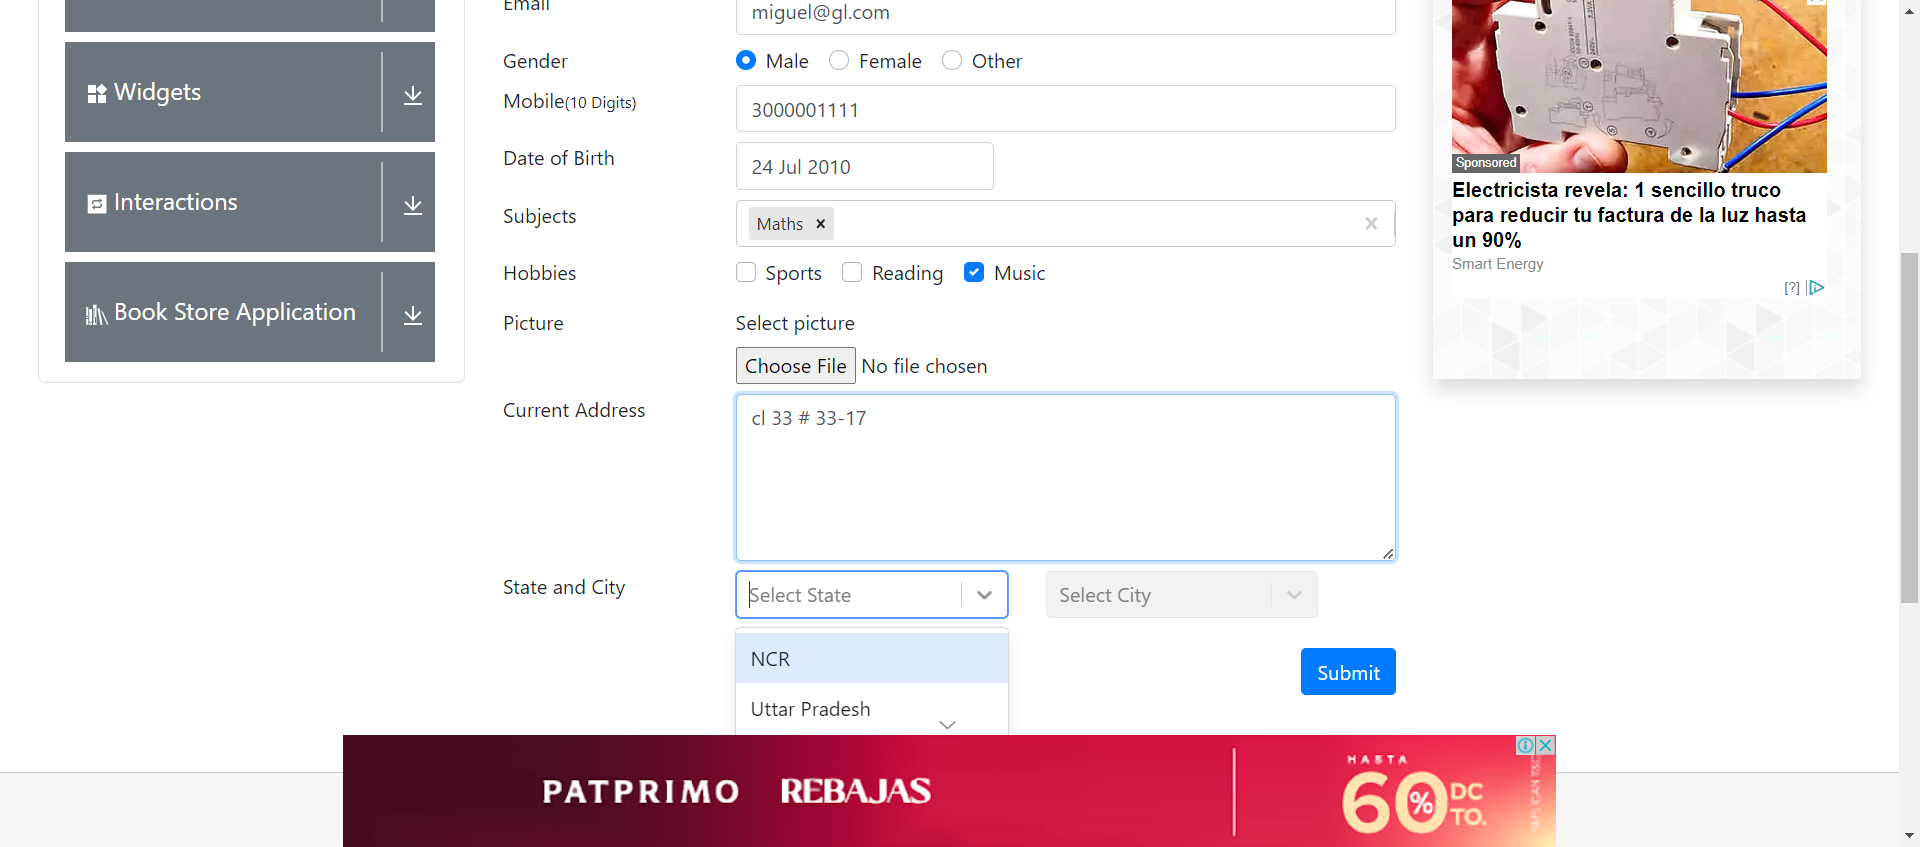 Email
miguel@gl.com
Gender
Male Female Other
Mobile(10 Digits)
3000001111
Date of Birth
24 Jul 2010
Subjects
Maths
Hobbies
Sports Reading Music
Picture
Select picture
Choose File No file chosen
Current Address
cl 33 # 33-17
State and City
Select State
Select City
NCR
Uttar Pradesh
Submit
Widgets
Interactions
Book Store Application
Sponsored
Electricista revela: 1 sencillo truco
para reducir tu factura de la luz hasta
un 90%
Smart Energy
[?]
PATPRIMO REBAJAS
HASTA
60% DC
TO.